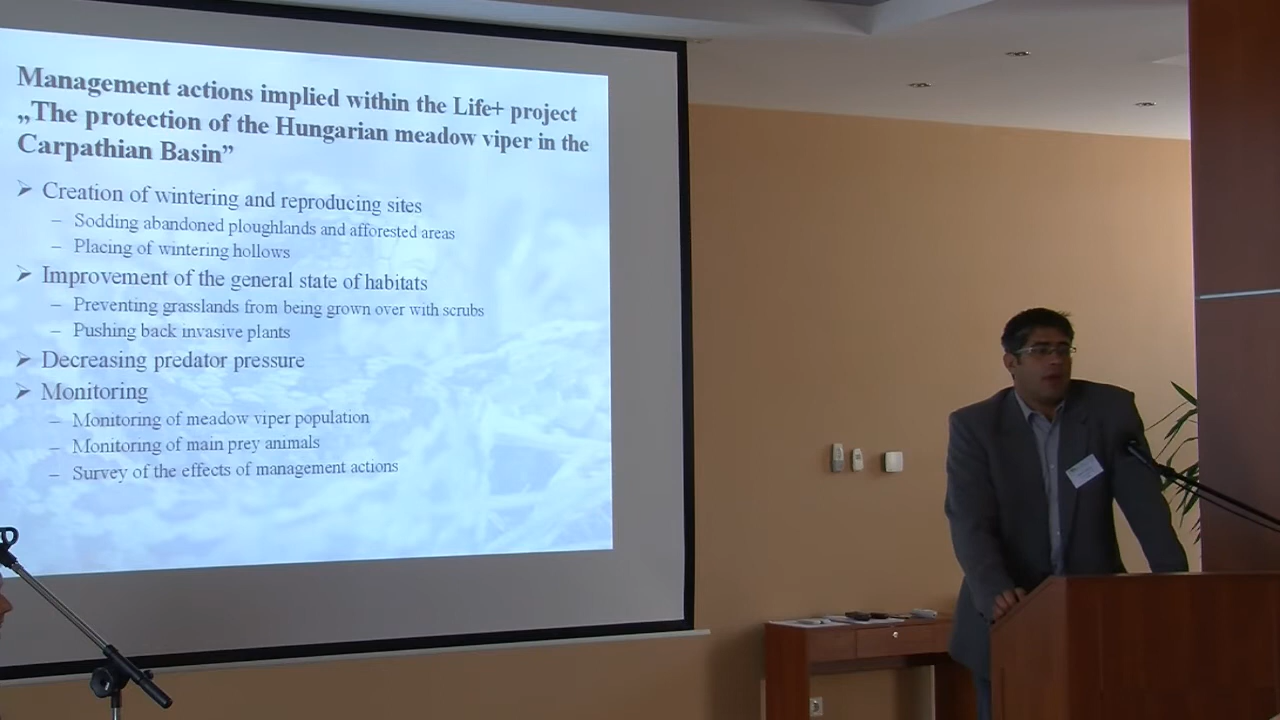 Management actions implied within the Life+ project
„The protection of the Hungarian meadow viper in the
Carpathian Basin”
➢ Creation of wintering and reproducing sites
– Sodding abandoned ploughlands and afforested areas
– Placing of wintering hollows
➢ Improvement of the general state of habitats
– Preventing grasslands from being grown over with scrubs
– Pushing back invasive plants
➢ Decreasing predator pressure
➢ Monitoring
– Monitoring of meadow viper population
– Monitoring of main prey animals
– Survey of the effects of management actions